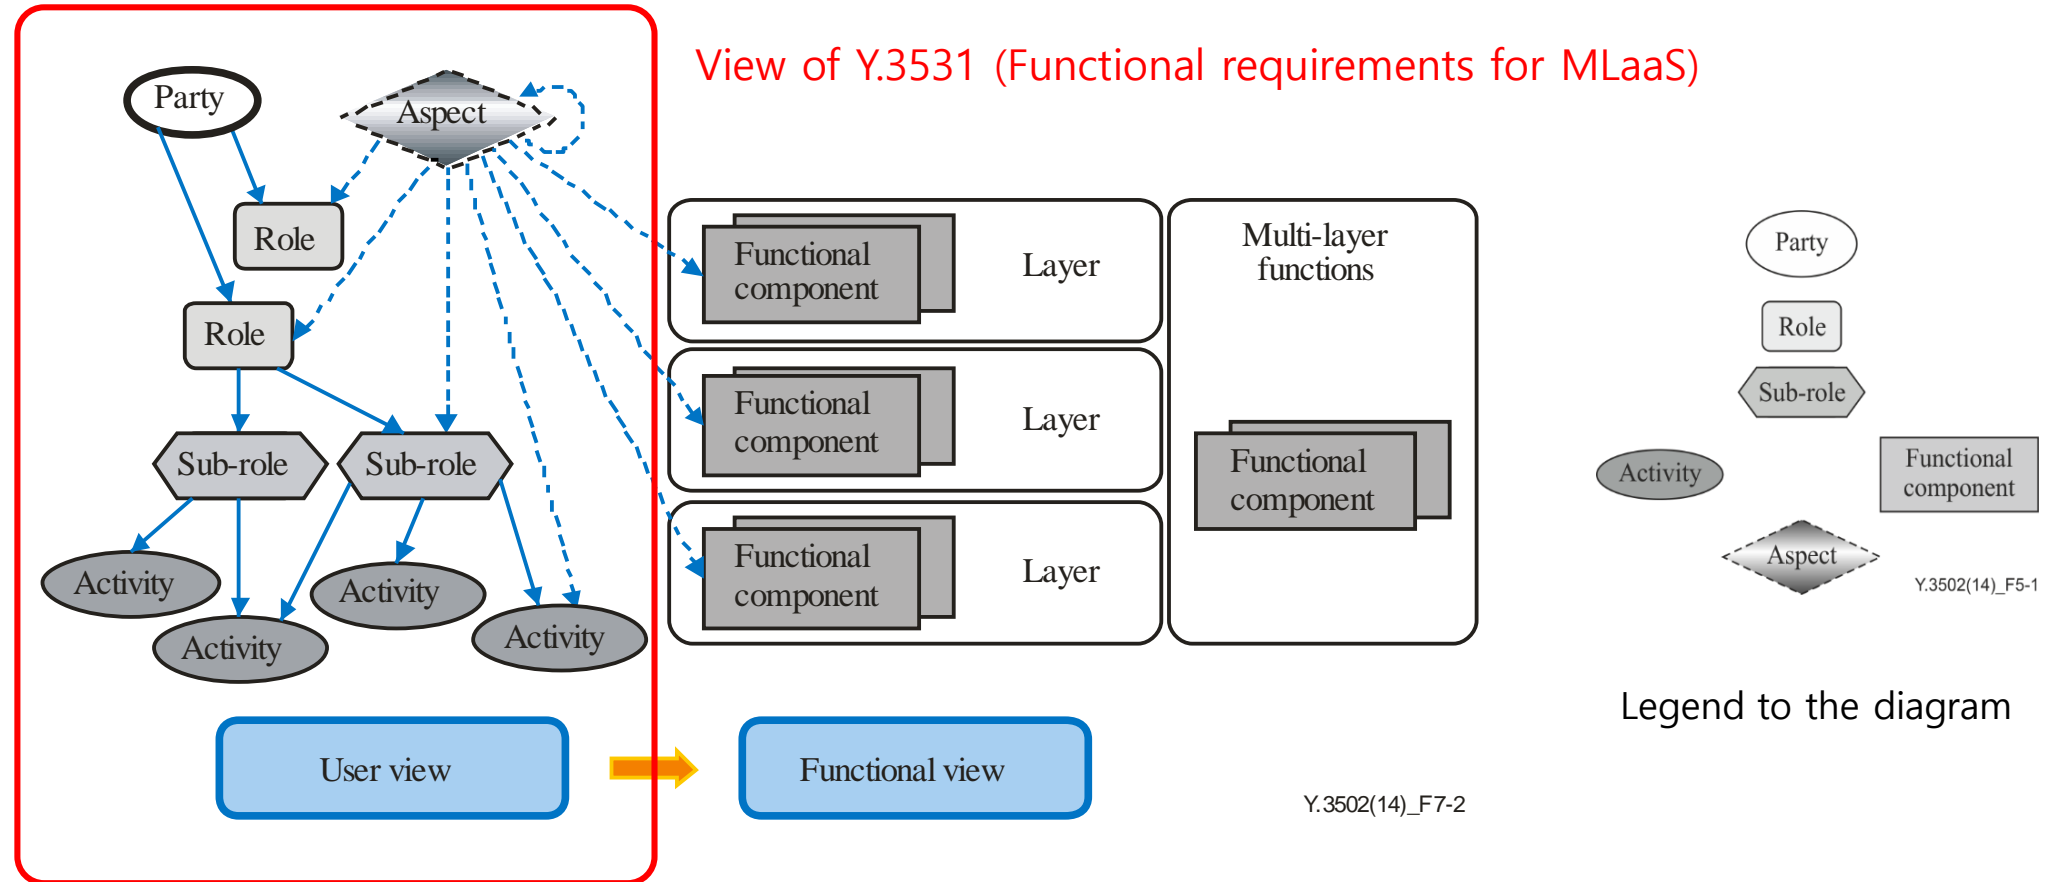 View of Y.3531 (Functional requirements for MLaaS)
Party
Aspect
Role
Role
Sub-role
Sub-role
Activity
Activity
Activity
Activity
User view
Functional
component
Layer
Functional
component
Layer
Functional
component
Layer
Multi-layer
functions
Functional
component
Functional view
Y.3502(14)_F7-2
Party
Role
Sub-role
Activity
Functional
component
Aspect
Y.3502(14)_F5-1
Legend to the diagram